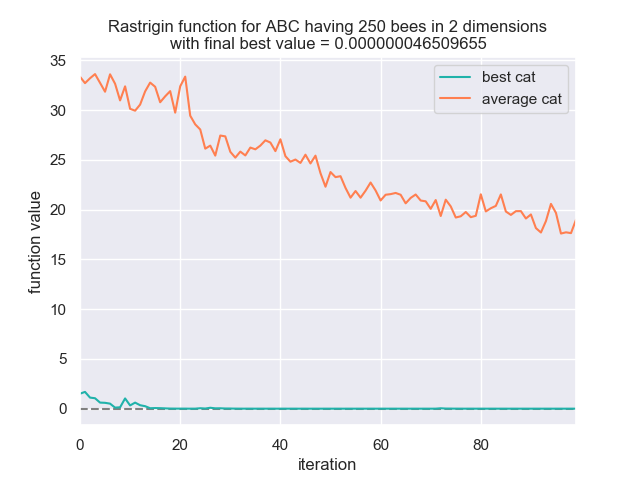 Rastrigin function for ABC having 250 bees in 2 dimensions
with final best value = 0.000000046509655
best cat
average cat
function value
35
30
25
20
15
10
5
0
0 20 40 60 80
iteration